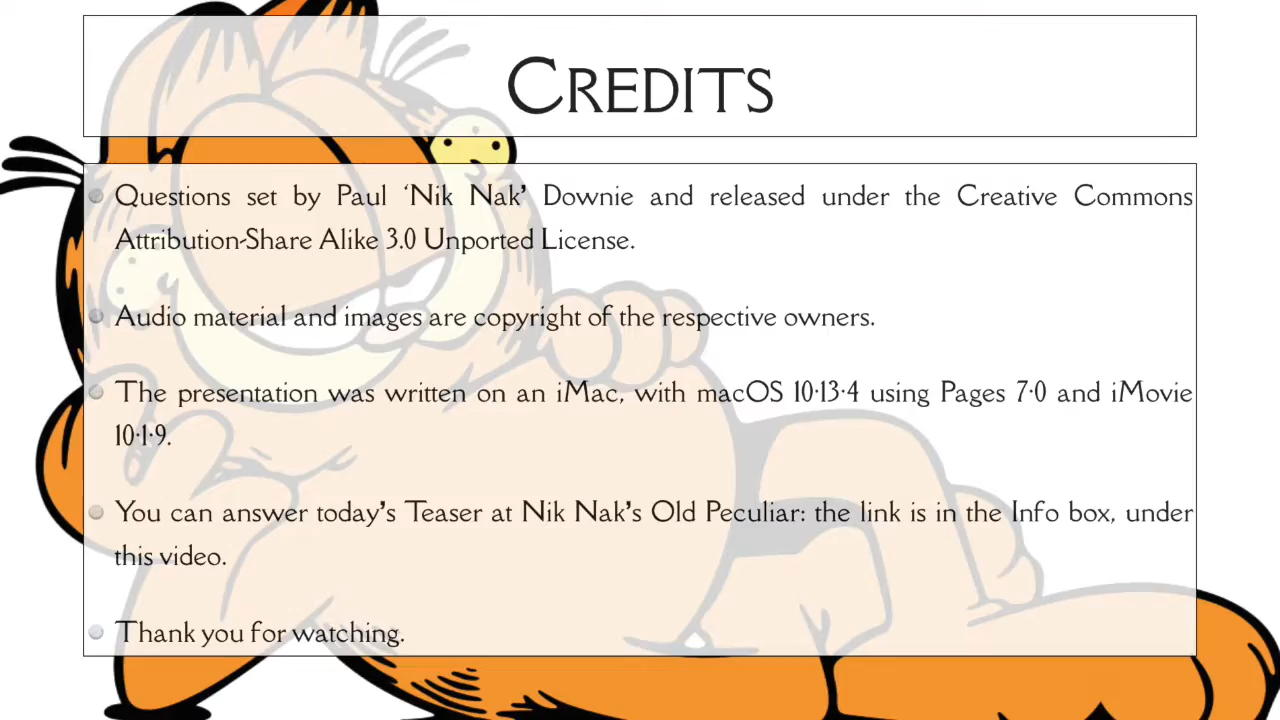 CREDITS
Questions set by Paul ‘Nik Nak’ Downie and released under the Creative Commons
Attribution-Share Alike 3.0 Unported License.
Audio material and images are copyright of the respective owners.
The presentation was written on an iMac, with macOS 10·13·4 using Pages 7·0 and iMovie
10·1·9.
You can answer today’s Teaser at Nik Nak’s Old Peculiar: the link is in the Info box, under
this video.
Thank you for watching.